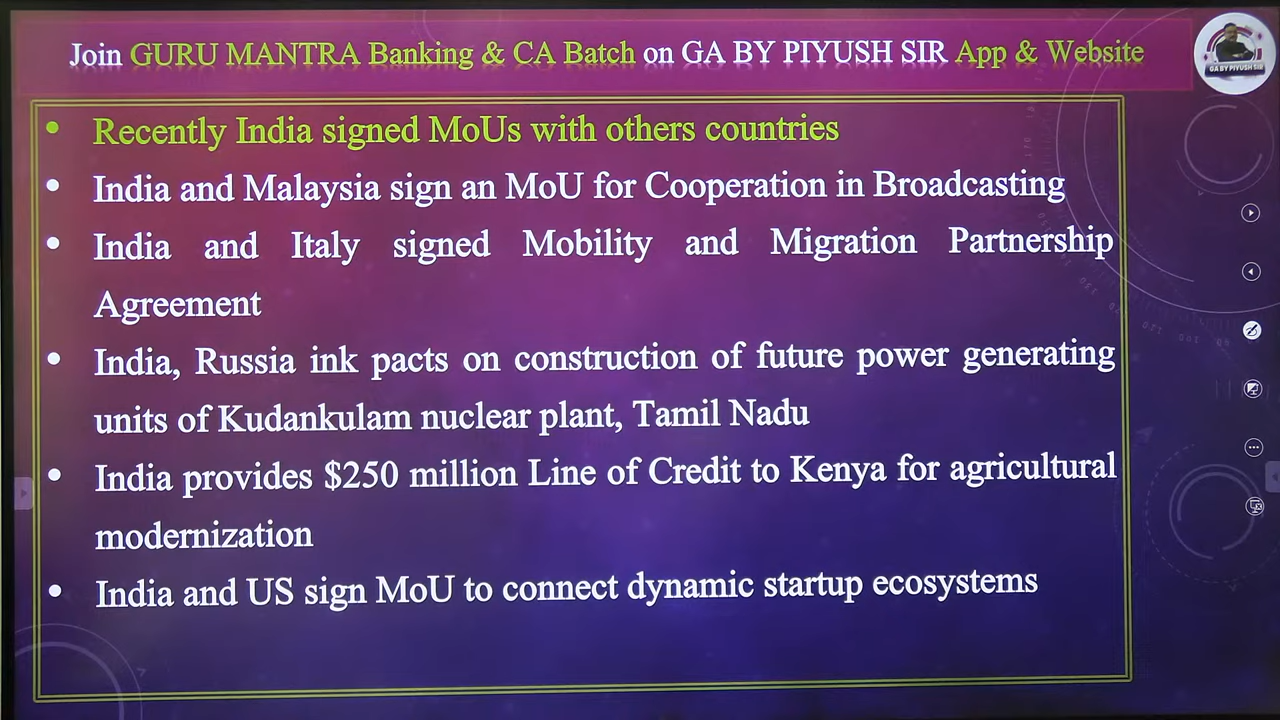 Join GURU MANTRA Banking & CA Batch on GA BY PIYUSH SIR App & Website
GA BY PIYUSH SIR
• Recently India signed MoUs with others countries
• India and Malaysia sign an MoU for Cooperation in Broadcasting
• India and Italy signed Mobility and Migration Partnership
Agreement
• India, Russia ink pacts on construction of future power generating
units of Kudankulam nuclear plant, Tamil Nadu
• India provides $250 million Line of Credit to Kenya for agricultural
modernization
• India and US sign MoU to connect dynamic startup ecosystems